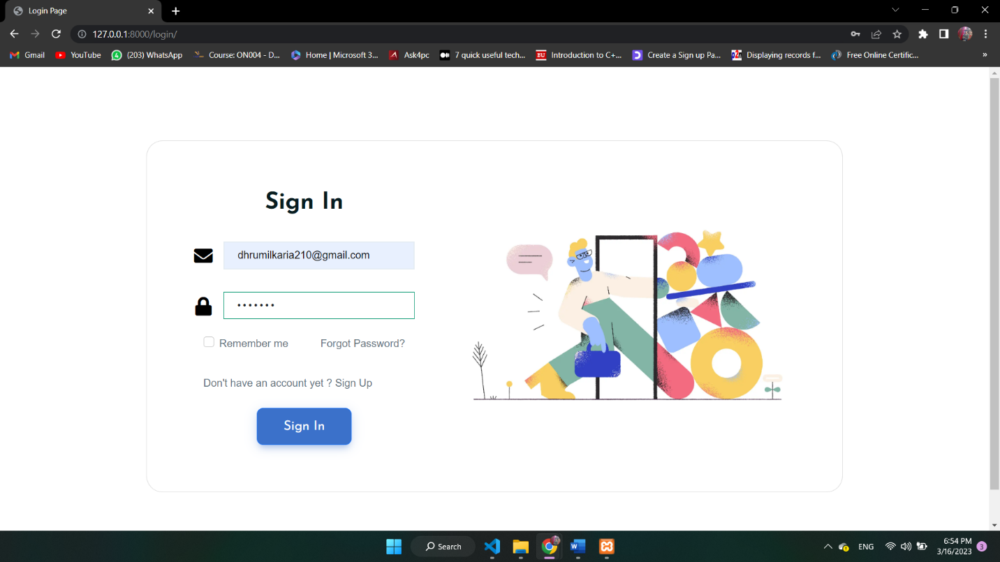 Login Page
127.0.0.1:8000/login/
Gmail YouTube (203) WhatsApp Course: ON004 - D... Home | Microsoft 3... Ask4pc 7 quick useful tech... BU Introduction to C+... Create a Sign up Pa... Displaying records f... Free Online Certific... »
Sign In
dhrumilkaria210@gmail.com
•••••••
Remember me Forgot Password?
Don't have an account yet ? Sign Up
Sign In
Search
ENG
6:54 PM
3/16/2023
3